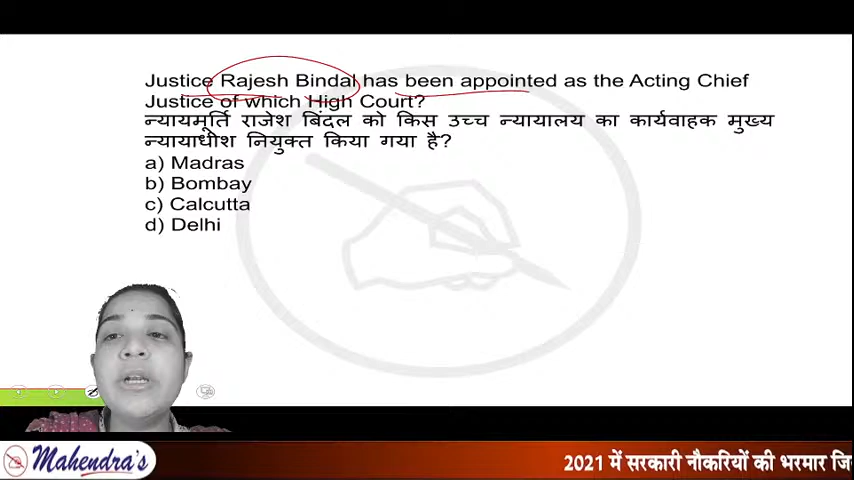 Justice Rajesh Bindal has been appointed as the Acting Chief
Justice of which High Court?
न्यायमूर्ति राजेश बिंदल को किस उच्च न्यायालय का कार्यवाहक मुख्य
न्यायाधीश नियुक्त किया गया है?
a) Madras
b) Bombay
c) Calcutta
d) Delhi
Mahendra's
2021 में सरकारी नौकरियों की भरमार